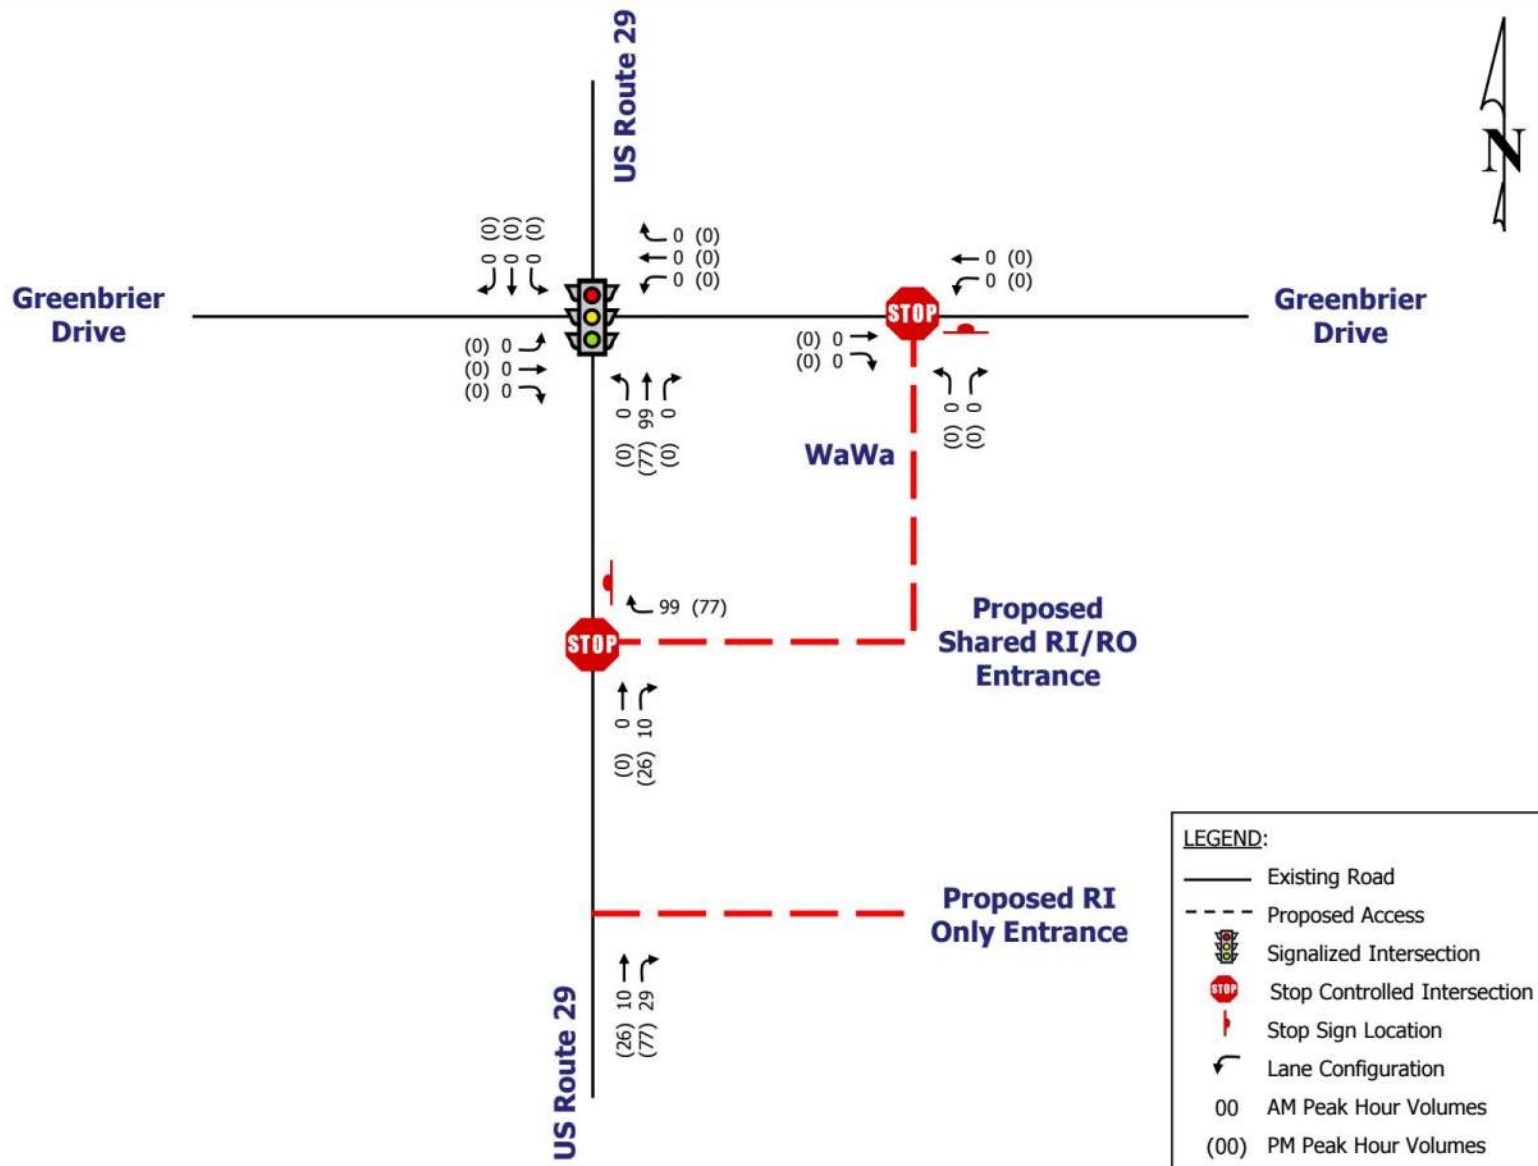 US Route 29
N
(0) (0) (0)
0 0 0
0 (0)
0 (0)
0 (0)
0 (0)
0 (0)
Greenbrier
Drive
STOP
Greenbrier
Drive
(0) 0
(0) 0
(0) 0
(0) 0
(0) 0
0 99 0
(0) (77) (0)
0 0
(0) (0)
WaWa
99 (77)
STOP
Proposed
Shared RI/RO
Entrance
0 10
(0) (26)
Proposed RI
Only Entrance
10 29
(26) (77)
US Route 29
LEGEND:
Existing Road
Proposed Access
Signalized Intersection
STOP Stop Controlled Intersection
Stop Sign Location
Lane Configuration
00 AM Peak Hour Volumes
(00) PM Peak Hour Volumes